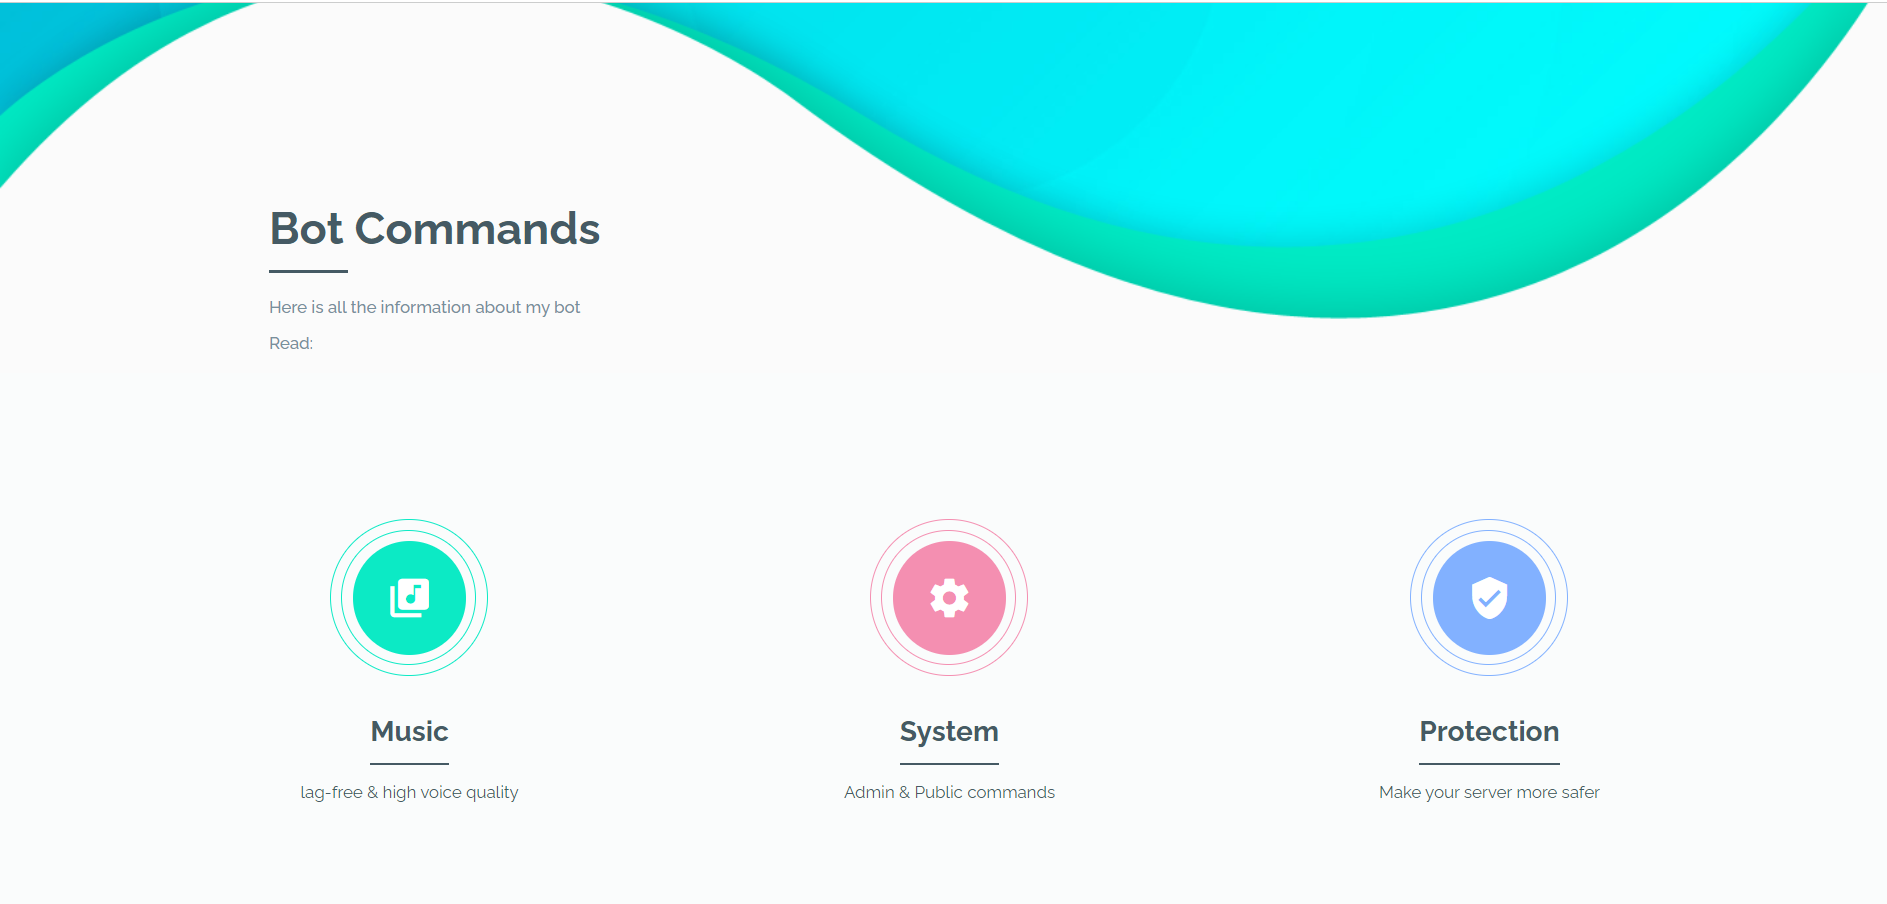 Bot Commands
Here is all the information about my bot
Read:
Music
System
Protection
lag-free & high voice quality
Admin & Public commands
Make your server more safer